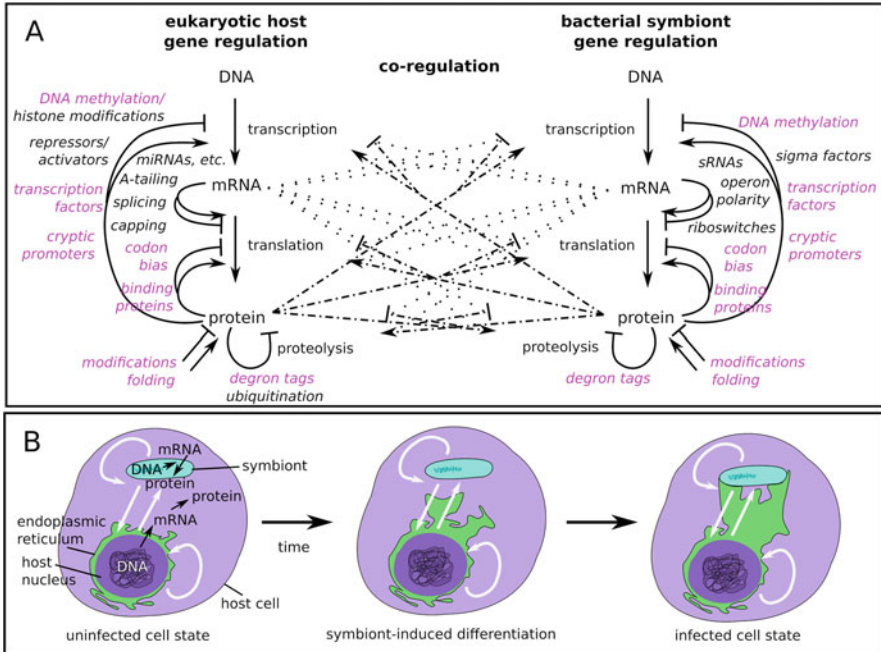 A
eukaryotic host
gene regulation
bacterial symbiont
gene regulation
co-regulation
DNA
DNA methylation/
histone modifications
transcription
repressors/
activators
miRNAs, etc.
A-tailing
mRNA
transcription
factors
splicing
capping
cryptic
promoters
translation
codon
bias
binding
proteins
protein
proteolysis
modifications
folding
degron tags
ubiquitination
DNA
transcription
DNA methylation
sigma factors
sRNAs
mRNA
operon
polarity
transcription
factors
riboswitches
translation
codon
bias
cryptic
promoters
binding
proteins
protein
proteolysis
modifications
folding
degron tags
B
mRNA
DNA
protein
symbiont
protein
mRNA
endoplasmic
reticulum
host
nucleus
DNA
host cell
time
uninfected cell state
symbiont-induced differentiation
infected cell state